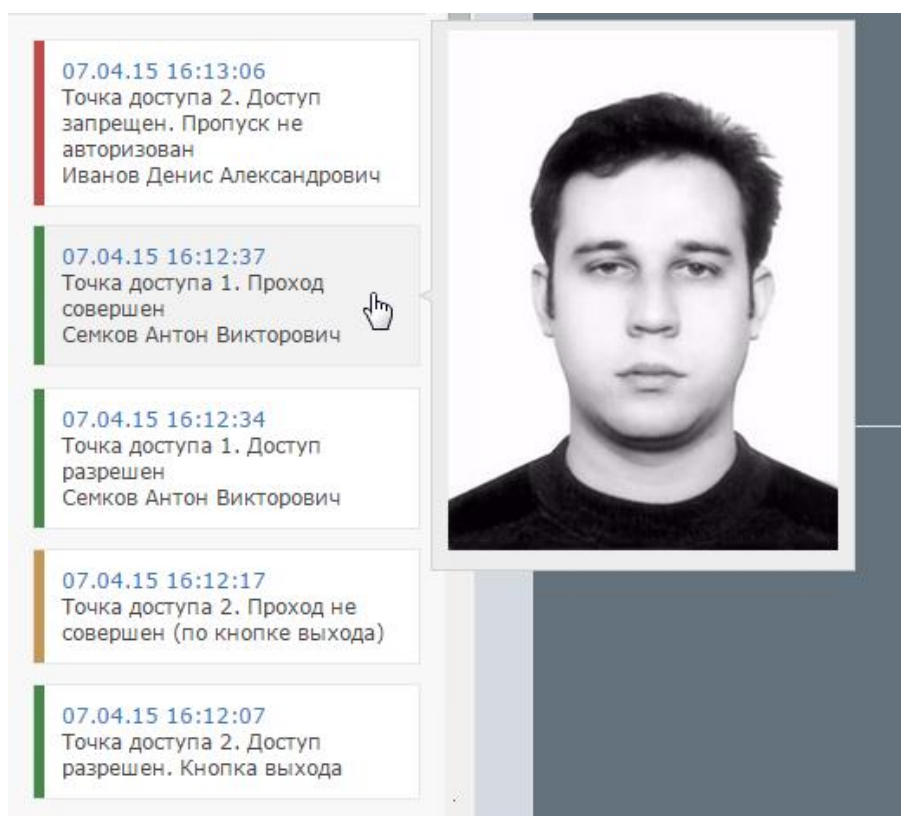 07.04.15 16:13:06
Точка доступа 2. Доступ
запрещен. Пропуск не
авторизован
Иванов Денис Александрович
07.04.15 16:12:37
Точка доступа 1. Проход
совершен
Семков Антон Викторович
07.04.15 16:12:34
Точка доступа 1. Доступ
разрешен
Семков Антон Викторович
07.04.15 16:12:17
Точка доступа 2. Проход не
совершен (по кнопке выхода)
07.04.15 16:12:07
Точка доступа 2. Доступ
разрешен. Кнопка выхода